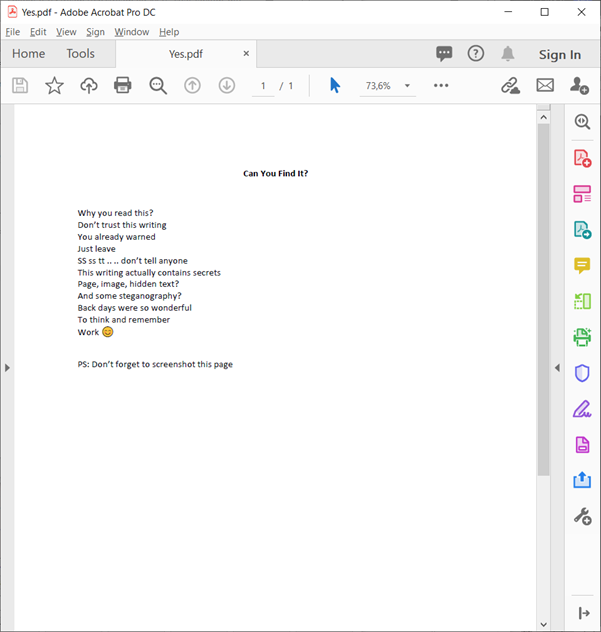 Yes.pdf - Adobe Acrobat Pro DC
File Edit View Sign Window Help
Home Tools Yes.pdf × Sign In
1 / 1 73,6%
Can You Find It?
Why you read this?
Don’t trust this writing
You already warned
Just leave
SS ss tt .. .. don’t tell anyone
This writing actually contains secrets
Page, image, hidden text?
And some steganography?
Back days were so wonderful
To think and remember
Work 😊
PS: Don’t forget to screenshot this page